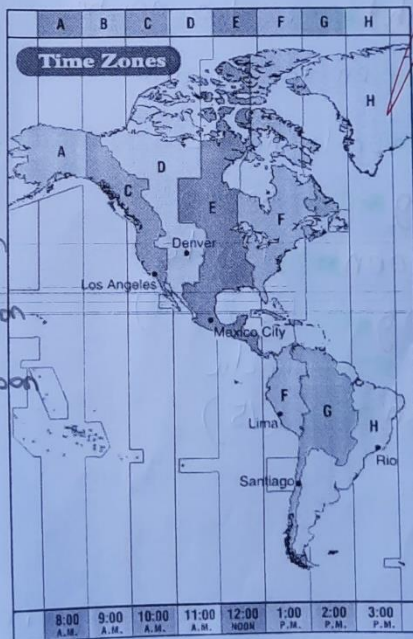 A B C D E F G H
Time Zones
H
A
D
C
E
F
Denver
Los Angeles
Mexico City
F
G
Lima
H
Rio
Santiago
8:00 9:00 10:00 11:00 12:00 1:00 2:00 3:00
A.M. A.M. A.M. A.M. NOON P.M. P.M. P.M.